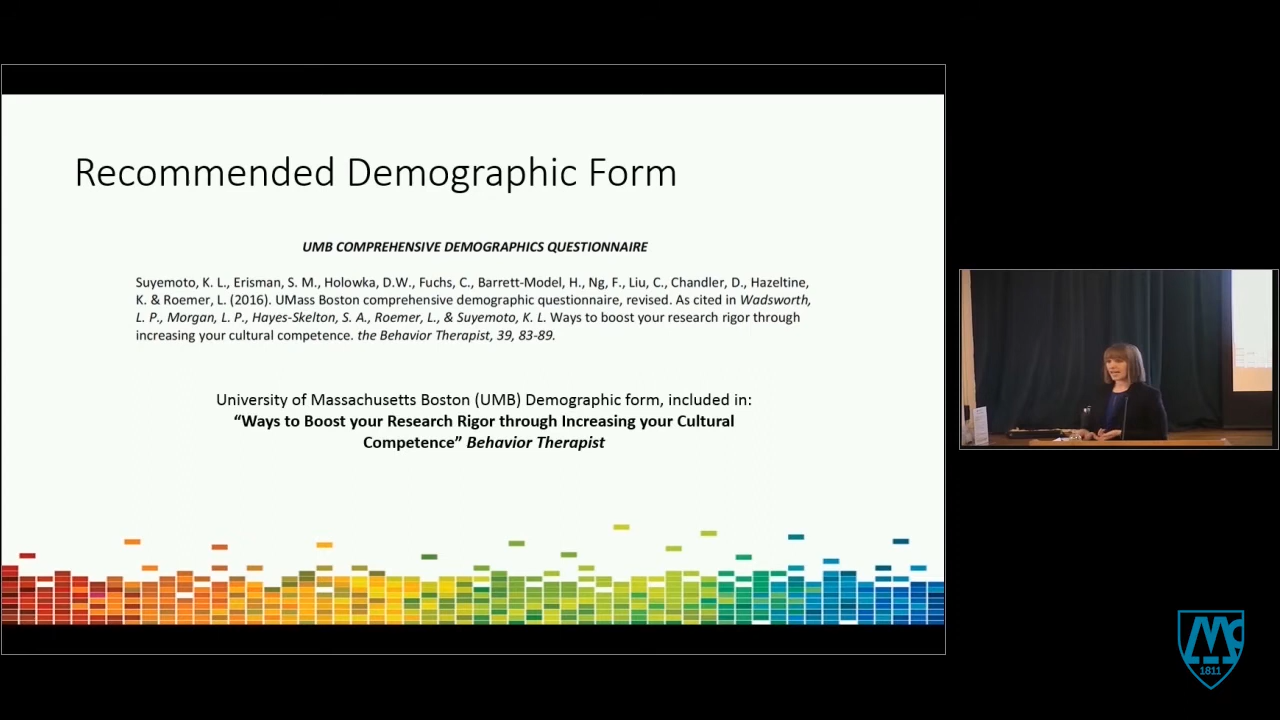 Recommended Demographic Form
UMB COMPREHENSIVE DEMOGRAPHICS QUESTIONNAIRE
Suyemoto, K. L., Erisman, S. M., Holowka, D.W., Fuchs, C., Barrett-Model, H., Ng, F., Liu, C., Chandler, D., Hazeltine,
K. & Roemer, L. (2016). UMass Boston comprehensive demographic questionnaire, revised. As cited in Wadsworth,
L. P., Morgan, L. P., Hayes-Skelton, S. A., Roemer, L., & Suyemoto, K. L. Ways to boost your research rigor through
increasing your cultural competence. the Behavior Therapist, 39, 83-89.
University of Massachusetts Boston (UMB) Demographic form, included in:
“Ways to Boost your Research Rigor through Increasing your Cultural
Competence” Behavior Therapist
1811